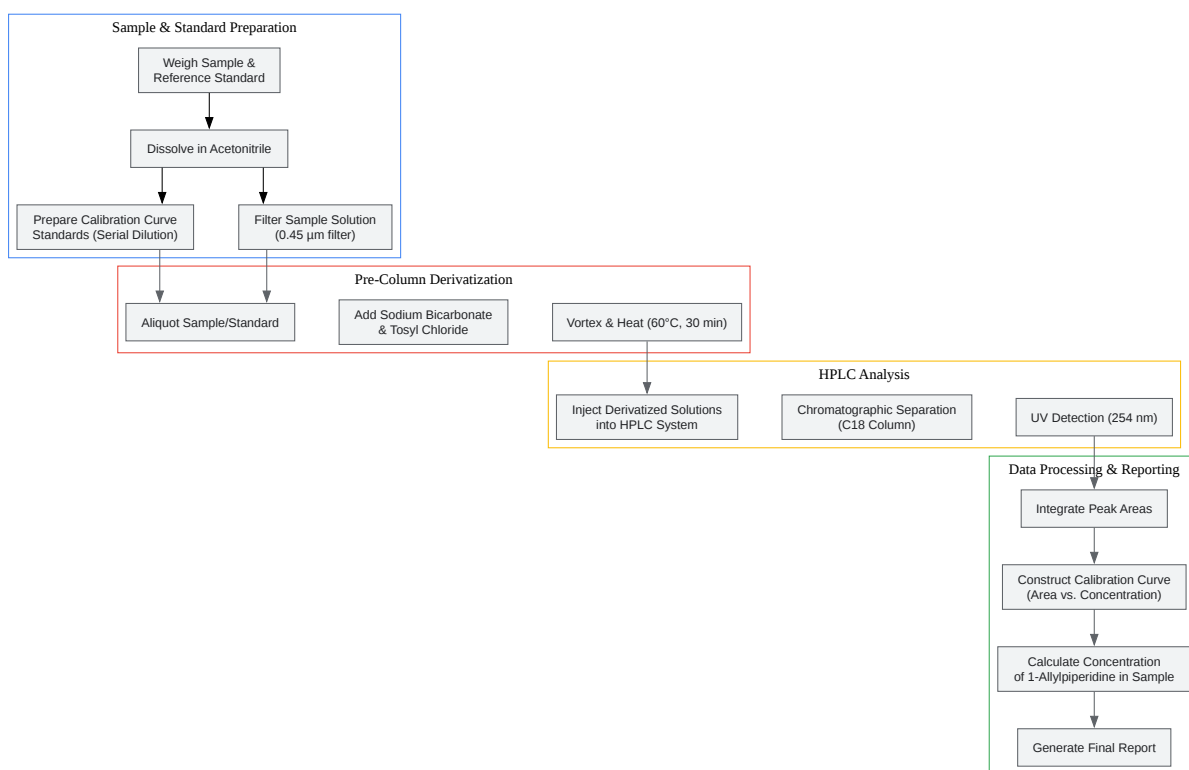 Sample & Standard Preparation
Weigh Sample &
Reference Standard
Dissolve in Acetonitrile
Prepare Calibration Curve
Standards (Serial Dilution)
Filter Sample Solution
(0.45 µm filter)
Pre-Column Derivatization
Aliquot Sample/Standard
Add Sodium Bicarbonate
& Tosyl Chloride
Vortex & Heat (60°C, 30 min)
HPLC Analysis
Inject Derivatized Solutions
into HPLC System
Chromatographic Separation
(C18 Column)
UV Detection (254 nm)
Data Processing & Reporting
Integrate Peak Areas
Construct Calibration Curve
(Area vs. Concentration)
Calculate Concentration
of 1-Allylpiperidine in Sample
Generate Final Report